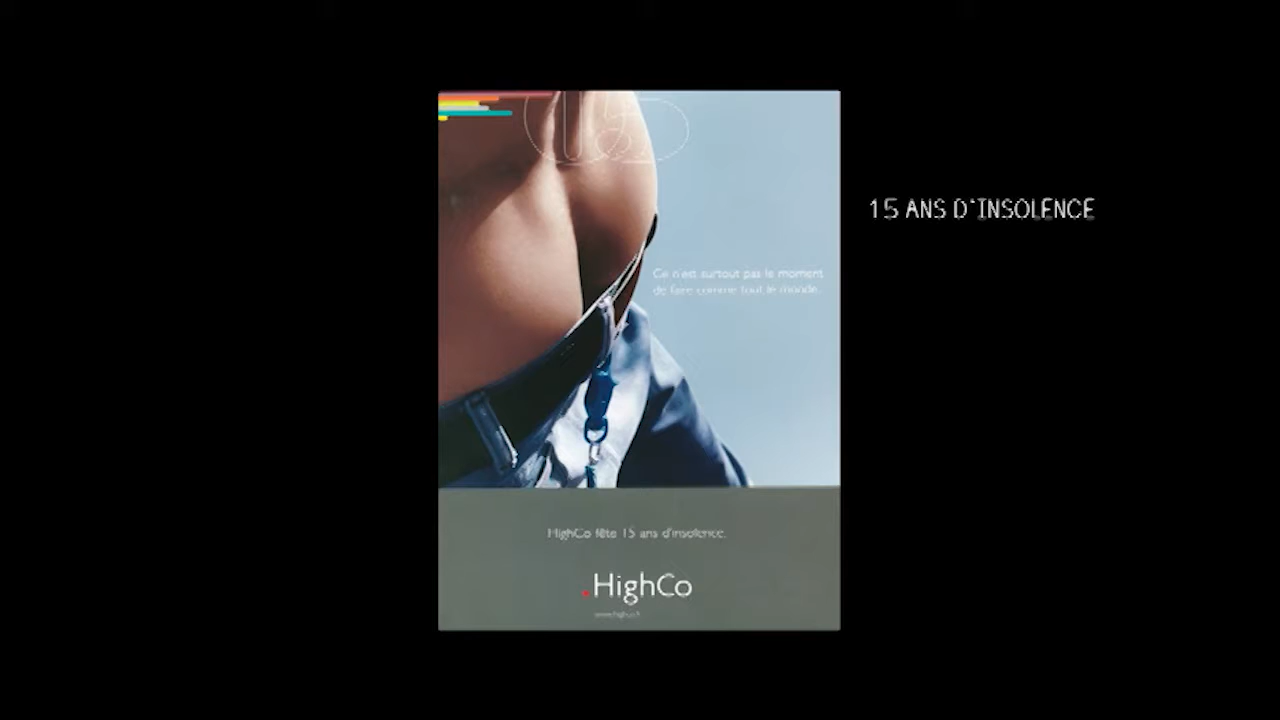 15
15 ANS D'INSOLENCE
Ce n'est surtout pas le moment
de faire comme tout le monde.
HighCo fête 15 ans d'insolence.
.HighCo